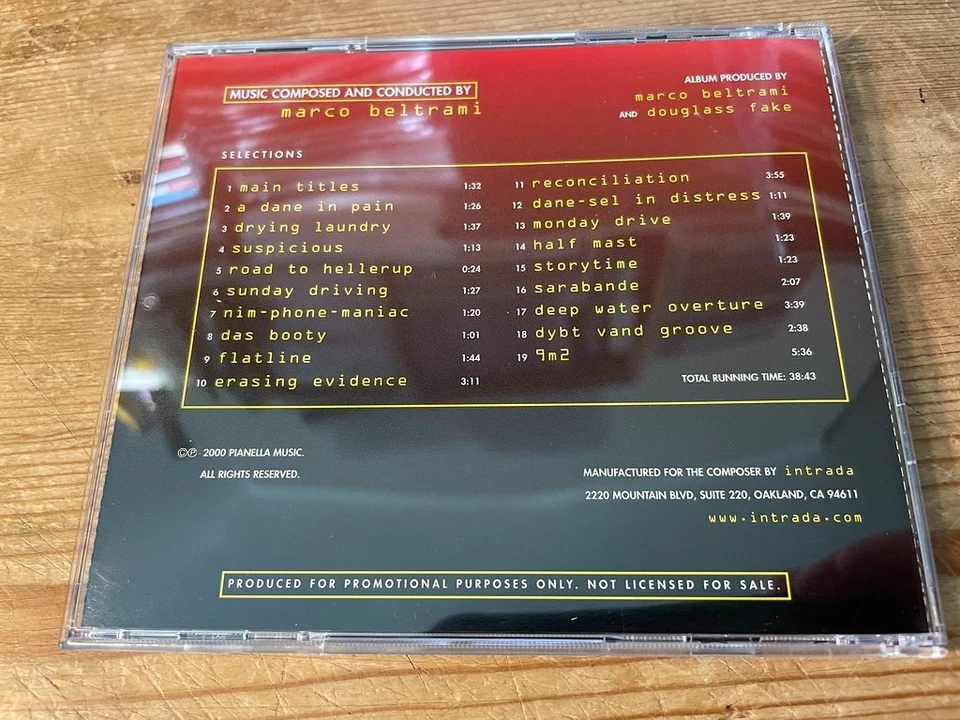 MUSIC COMPOSED AND CONDUCTED BY
marco beltrami
ALBUM PRODUCED BY
marco beltrami
AND douglass fake
SELECTIONS
1 main titles 1:32
2 a dane in pain 1:26
3 drying laundry 1:37
4 suspicious 1:13
5 road to hellerup 0:24
6 sunday driving 1:27
7 nim-phone-maniac 1:20
8 das booty 1:01
9 flatline 1:44
10 erasing evidence 3:11
11 reconciliation 3:55
12 dane-sel in distress 1:11
13 monday drive 1:39
14 half mast 1:23
15 storytime 1:23
16 sarabande 2:07
17 deep water overture 3:39
18 dybt vand groove 2:38
19 9m2 5:36
TOTAL RUNNING TIME: 38:43
©℗ 2000 PIANELLA MUSIC.
ALL RIGHTS RESERVED.
MANUFACTURED FOR THE COMPOSER BY intrada
2220 MOUNTAIN BLVD, SUITE 220, OAKLAND, CA 94611
www.intrada.com
PRODUCED FOR PROMOTIONAL PURPOSES ONLY. NOT LICENSED FOR SALE.